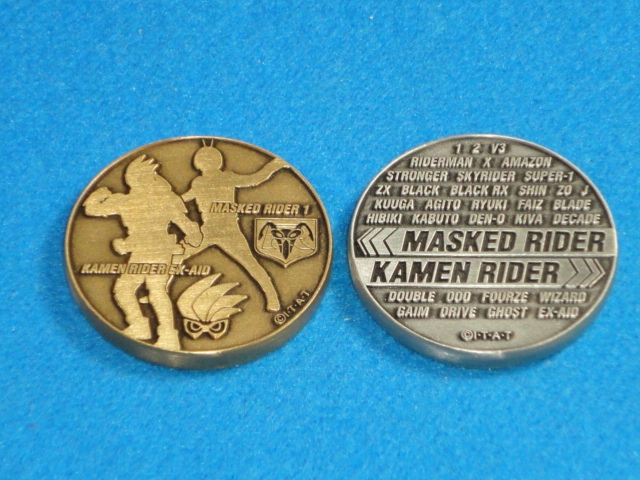 MASKED RIDER 1
KAMEN RIDER EX-AID
©I·T·A·T
1 2 V3
RIDERMAN X AMAZON
STRONGER SKYRIDER SUPER-1
ZX BLACK BLACK RX SHIN ZO J
KUUGA AGITO RYUKI FAIZ BLADE
HIBIKI KABUTO DEN-O KIVA DECADE
MASKED RIDER
KAMEN RIDER
DOUBLE OOO FOURZE WIZARD
GAIM DRIVE GHOST EX-AID
©I·T·A·T